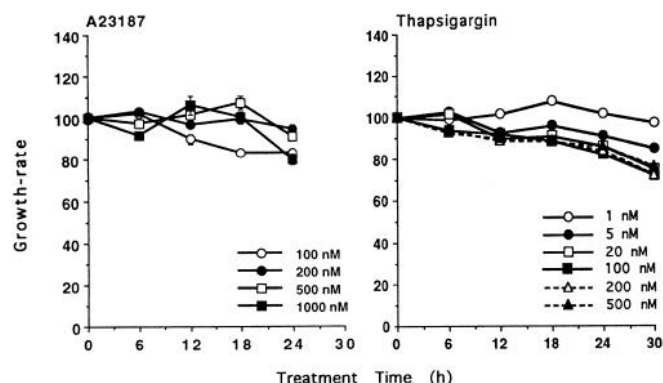 A23187
Thapsigargin
Growth-rate
140
120
100
80
60
40
20
0
0 6 12 18 24 30
100 nM
200 nM
500 nM
1000 nM
140
120
100
80
60
40
20
0
0 6 12 18 24 30
1 nM
5 nM
20 nM
100 nM
200 nM
500 nM
Treatment Time (h)